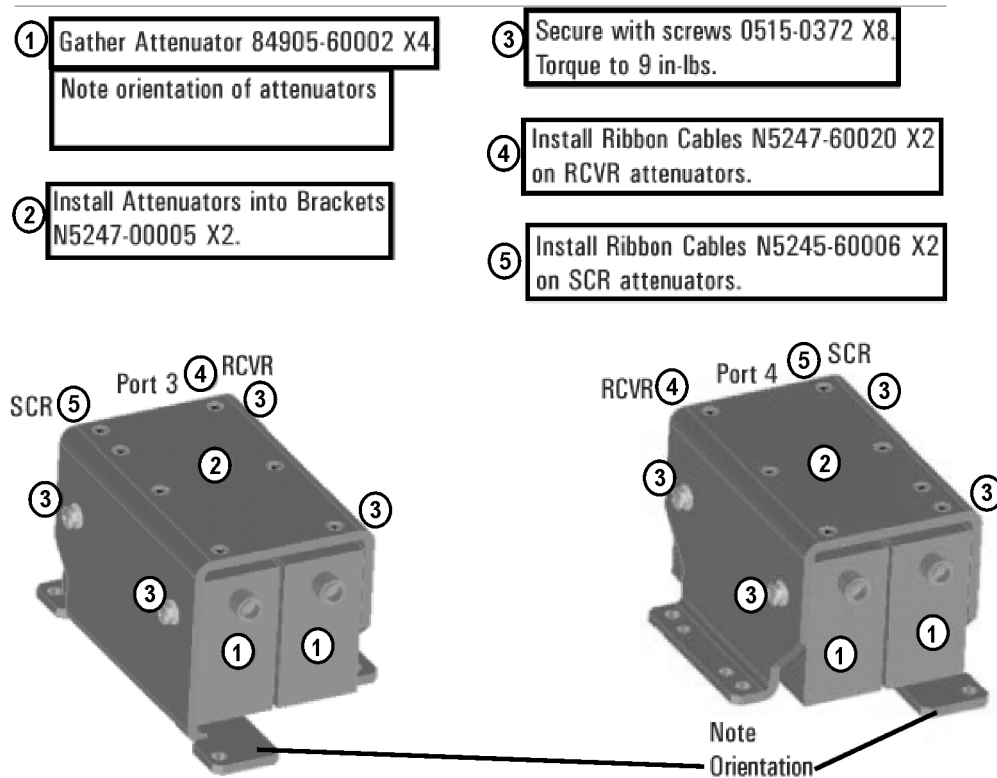 1 Gather Attenuator 84905-60002 X4.
Note orientation of attenuators
2 Install Attenuators into Brackets
N5247-00005 X2.
3 Secure with screws 0515-0372 X8.
Torque to 9 in-lbs.
4 Install Ribbon Cables N5247-60020 X2
on RCVR attenuators.
5 Install Ribbon Cables N5245-60006 X2
on SCR attenuators.
SCR 5 Port 3 4 RCVR
3
2
3
3
3
1
1
RCVR 4 Port 4 5 SCR
3
2
3
3
3
1
1
Note
Orientation